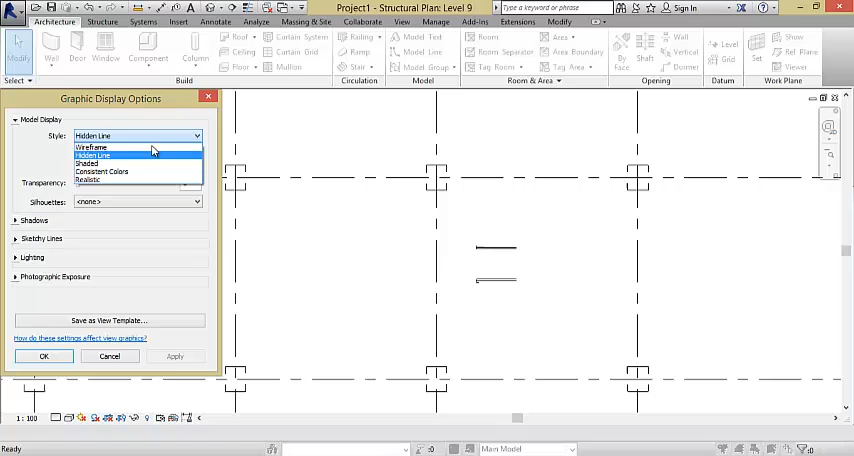 Project1 - Structural Plan: Level 9
Type a keyword or phrase
Sign In
Architecture Structure Systems Insert Annotate Analyze Massing & Site Collaborate View Manage Add-Ins Extensions Modify
Modify
Wall
Door
Window
Component
Column
Roof
Ceiling
Floor
Curtain System
Curtain Grid
Mullion
Railing
Ramp
Stair
Model Text
Model Line
Model Group
Room
Room Separator
Tag Room
Area
Area Boundary
Tag Area
By
Face
Shaft
Wall
Vertical
Dormer
Level
Grid
Set
Show
Ref Plane
Viewer
Select
Build
Circulation
Model
Room & Area
Opening
Datum
Work Plane
Graphic Display Options
Model Display
Style: Hidden Line
Wireframe
Hidden Line
Shaded
Consistent Colors
Realistic
Transparency:
Silhouettes: <none>
Shadows
Sketchy Lines
Lighting
Photographic Exposure
Save as View Template...
How do these settings affect view graphics?
OK Cancel Apply
1 : 100
Ready
:0
Main Model
:0